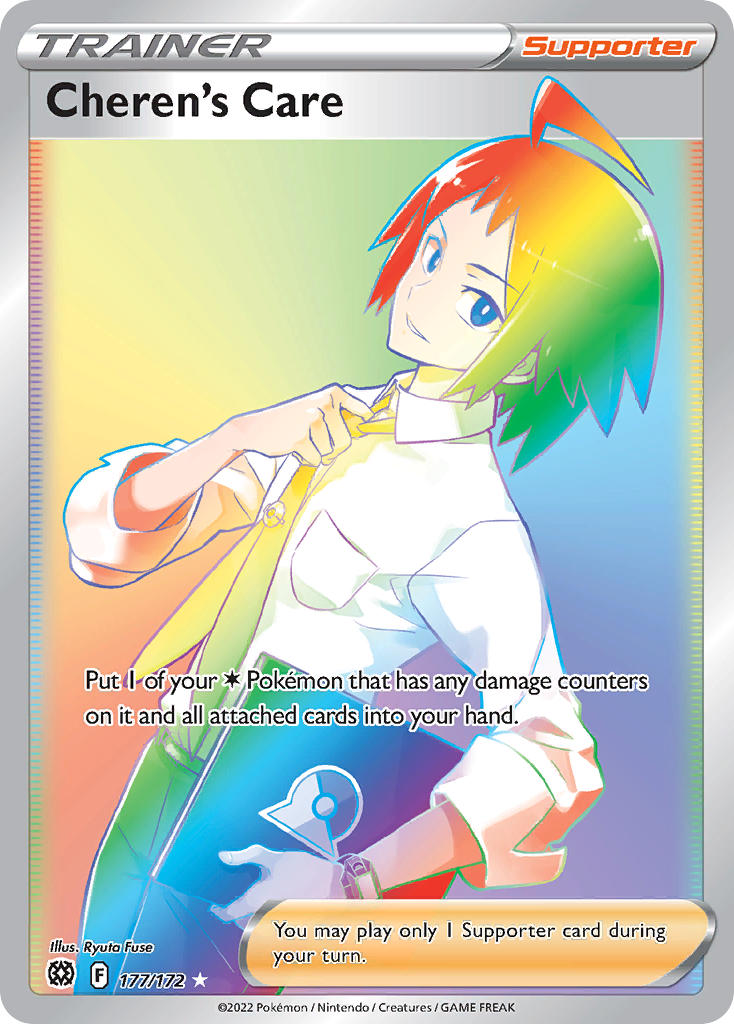 TRAINER
Supporter
Cheren's Care
Put 1 of your Pokémon that has any damage counters
on it and all attached cards into your hand.
You may play only 1 Supporter card during
your turn.
Illus. Ryuta Fuse
F 177/172 ★
©2022 Pokémon / Nintendo / Creatures / GAME FREAK